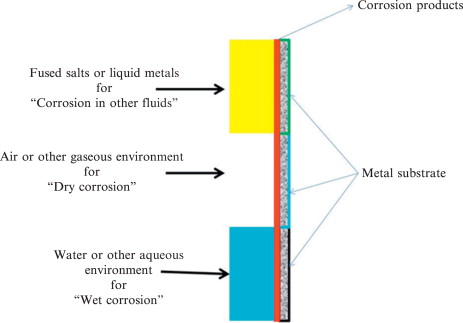 Corrosion products
Fused salts or liquid metals
for
“Corrosion in other fluids”
Air or other gaseous environment
for
“Dry corrosion”
Metal substrate
Water or other aqueous
environment
for
“Wet corrosion”